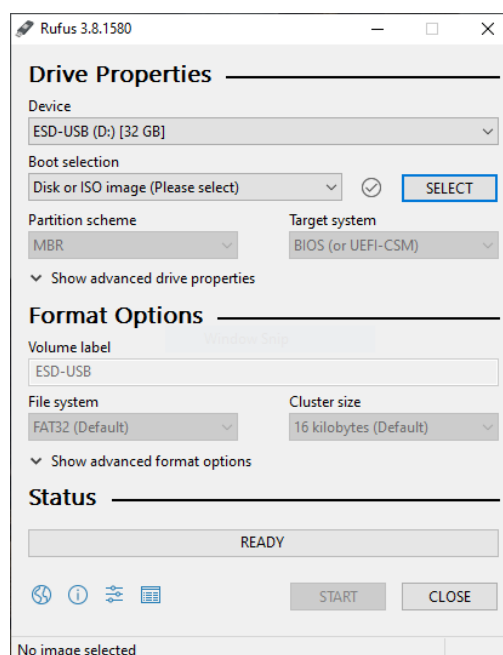 Rufus 3.8.1580
Drive Properties
Device
ESD-USB (D:) [32 GB]
Boot selection
Disk or ISO image (Please select)
SELECT
Partition scheme
Target system
MBR
BIOS (or UEFI-CSM)
Show advanced drive properties
Format Options
Window Snip
Volume label
ESD-USB
File system
Cluster size
FAT32 (Default)
16 kilobytes (Default)
Show advanced format options
Status
READY
START
CLOSE
No image selected